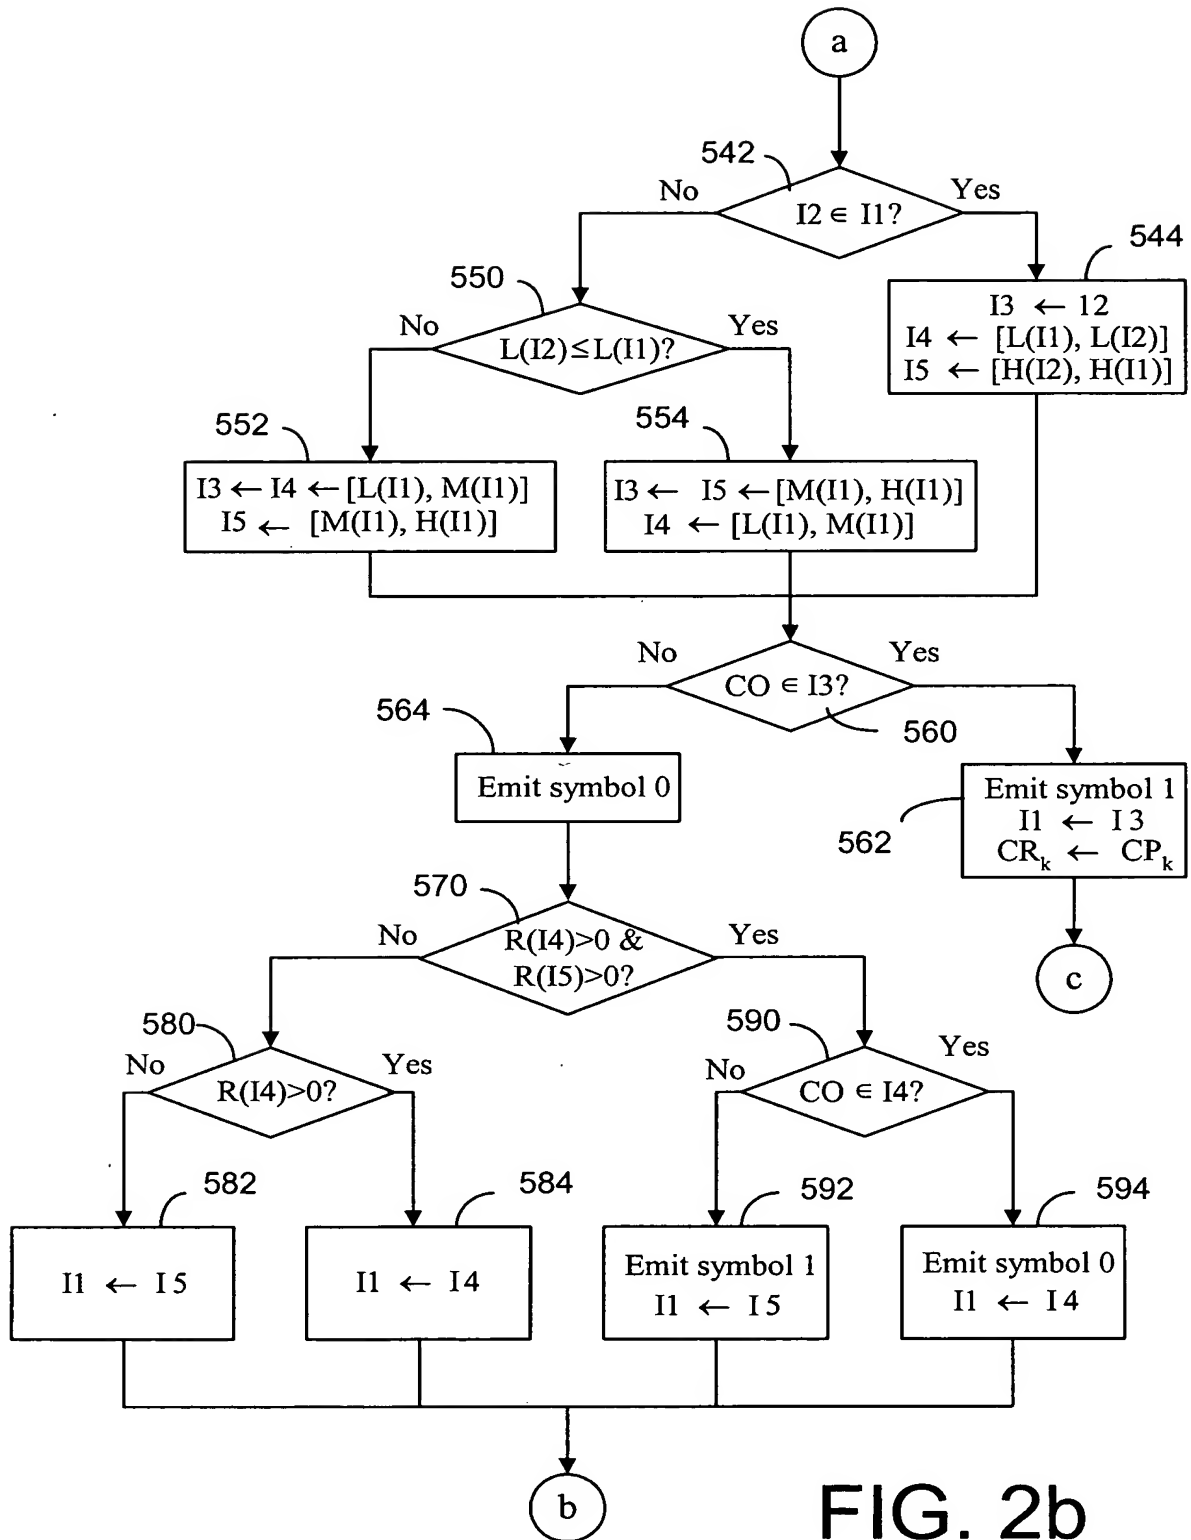 a
542
No
Yes
I2 ∈ I1?
544
550
I3 ← 12
I4 ← [L(I1), L(I2)]
I5 ← [H(I2), H(I1)]
No
Yes
L(I2)≤L(I1)?
552
554
I3 ← I4 ← [L(I1), M(I1)]
I5 ← [M(I1), H(I1)]
I3 ← I5 ← [M(I1), H(I1)]
I4 ← [L(I1), M(I1)]
No
Yes
CO ∈ I3?
560
564
Emit symbol 0
Emit symbol 1
I1 ← I3
CRk ← CPk
562
570
No
Yes
R(I4)>0 &
R(I5)>0?
c
580
590
No
Yes
R(I4)>0?
No
Yes
CO ∈ I4?
582
584
592
594
I1 ← I5
I1 ← I4
Emit symbol 1
I1 ← I5
Emit symbol 0
I1 ← I4
b
FIG. 2b